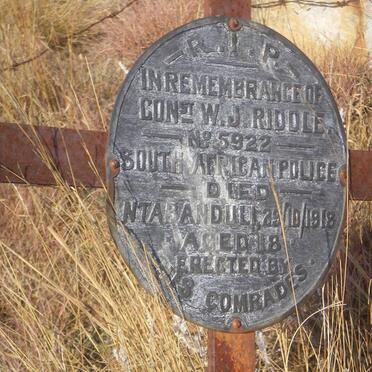 R.I.P.
IN REMEMBRANCE OF
CONST W. J. RIDDLE.
No 5922
SOUTH AFRICAN POLICE
DIED
NTABANDULI, /10/1918
AGED 18
ERECTED BY
HIS COMRADES